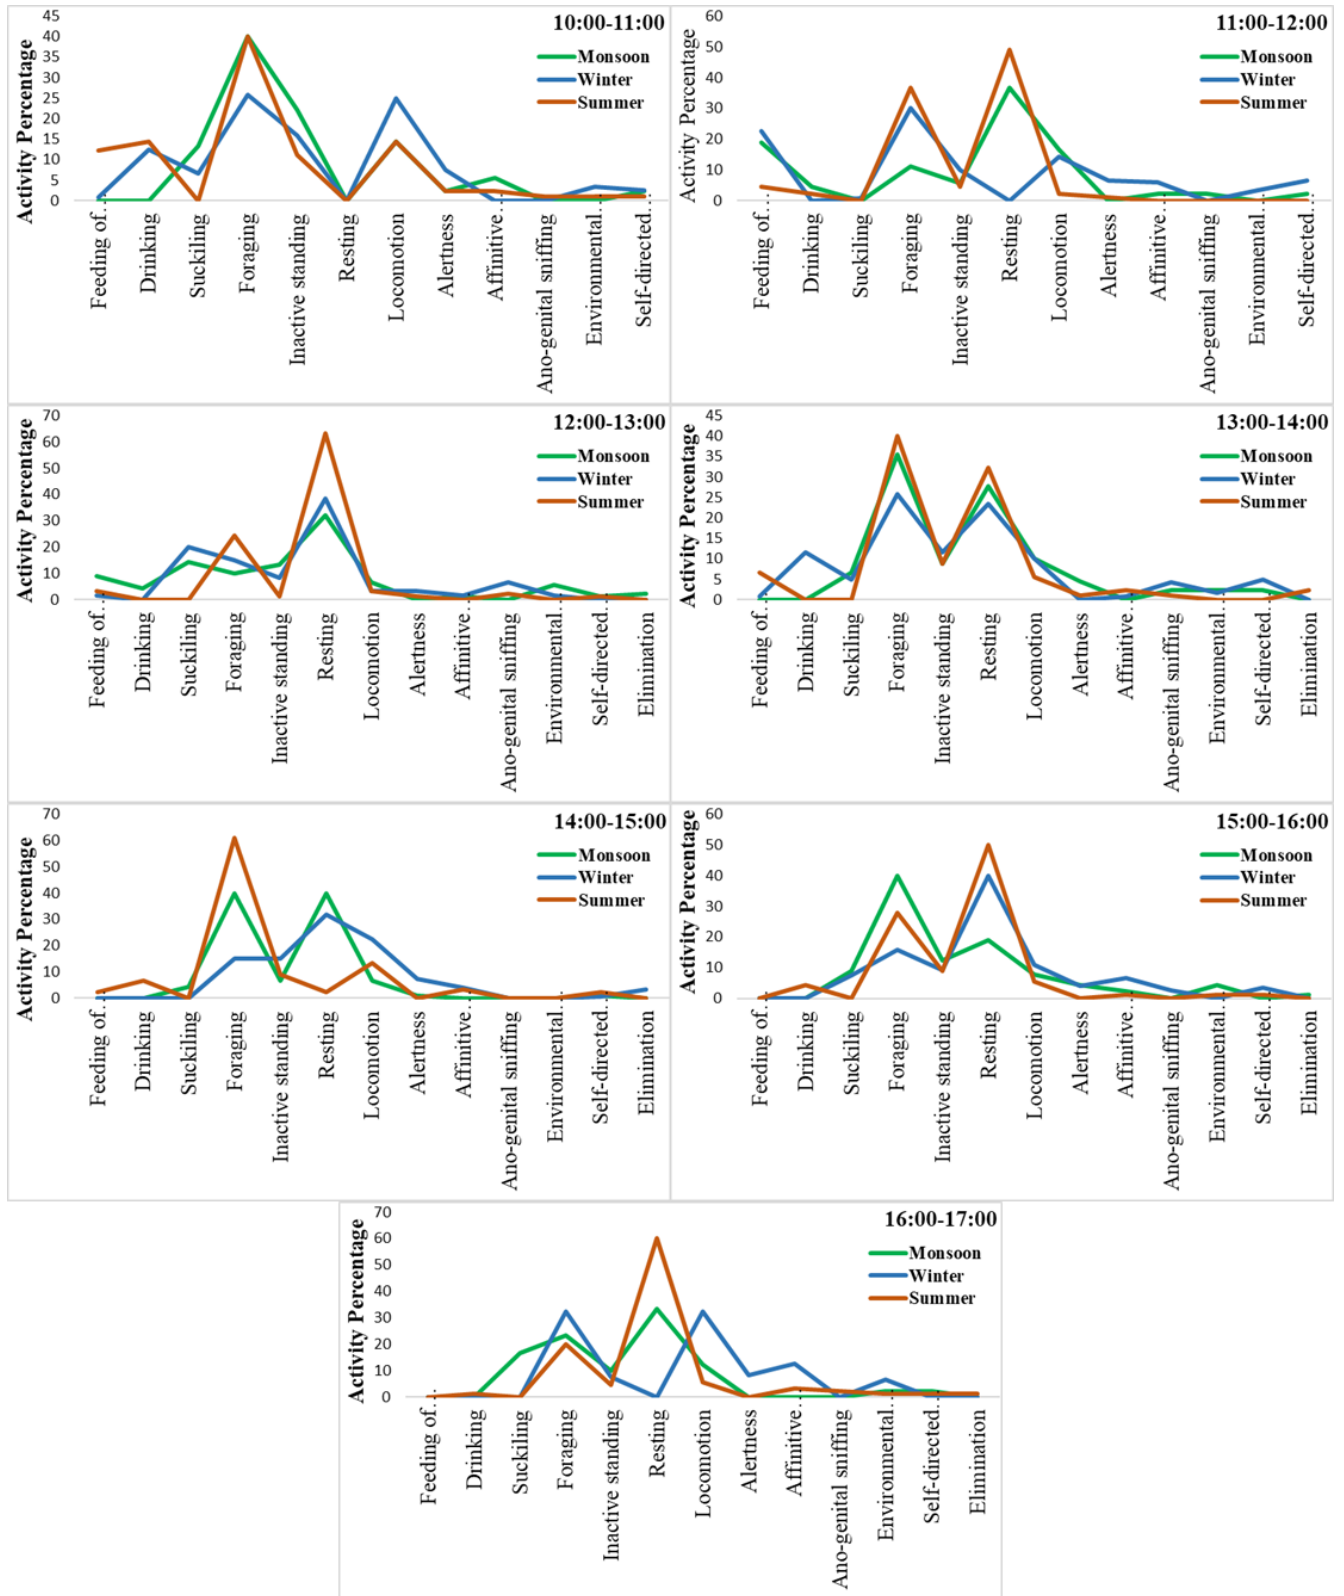 10:00-11:00
Activity Percentage
45
40
35
30
25
20
15
10
5
0
Monsoon
Winter
Summer
Feeding of…
Drinking
Suckiling
Foraging
Inactive standing
Resting
Locomotion
Alertness
Affinitive…
Ano-genital sniffing
Environmental…
Self-directed…
11:00-12:00
Activity Percentage
60
50
40
30
20
10
0
Monsoon
Winter
Summer
Feeding of…
Drinking
Suckiling
Foraging
Inactive standing
Resting
Locomotion
Alertness
Affinitive…
Ano-genital sniffing
Environmental…
Self-directed…
12:00-13:00
Activity Percentage
70
60
50
40
30
20
10
0
Monsoon
Winter
Summer
Feeding of…
Drinking
Suckiling
Foraging
Inactive standing
Resting
Locomotion
Alertness
Affinitive…
Ano-genital sniffing
Environmental…
Self-directed…
Elimination
13:00-14:00
Activity Percentage
45
40
35
30
25
20
15
10
5
0
Monsoon
Winter
Summer
Feeding of…
Drinking
Suckiling
Foraging
Inactive standing
Resting
Locomotion
Alertness
Affinitive…
Ano-genital sniffing
Environmental…
Self-directed…
Elimination
14:00-15:00
Activity Percentage
70
60
50
40
30
20
10
0
Monsoon
Winter
Summer
Feeding of…
Drinking
Suckiling
Foraging
Inactive standing
Resting
Locomotion
Alertness
Affinitive…
Ano-genital sniffing
Environmental…
Self-directed…
Elimination
15:00-16:00
Activity Percentage
60
50
40
30
20
10
0
Monsoon
Winter
Summer
Feeding of…
Drinking
Suckiling
Foraging
Inactive standing
Resting
Locomotion
Alertness
Affinitive…
Ano-genital sniffing
Environmental…
Self-directed…
Elimination
16:00-17:00
Activity Percentage
70
60
50
40
30
20
10
0
Monsoon
Winter
Summer
Feeding of…
Drinking
Suckiling
Foraging
Inactive standing
Resting
Locomotion
Alertness
Affinitive…
Ano-genital sniffing
Environmental…
Self-directed…
Elimination